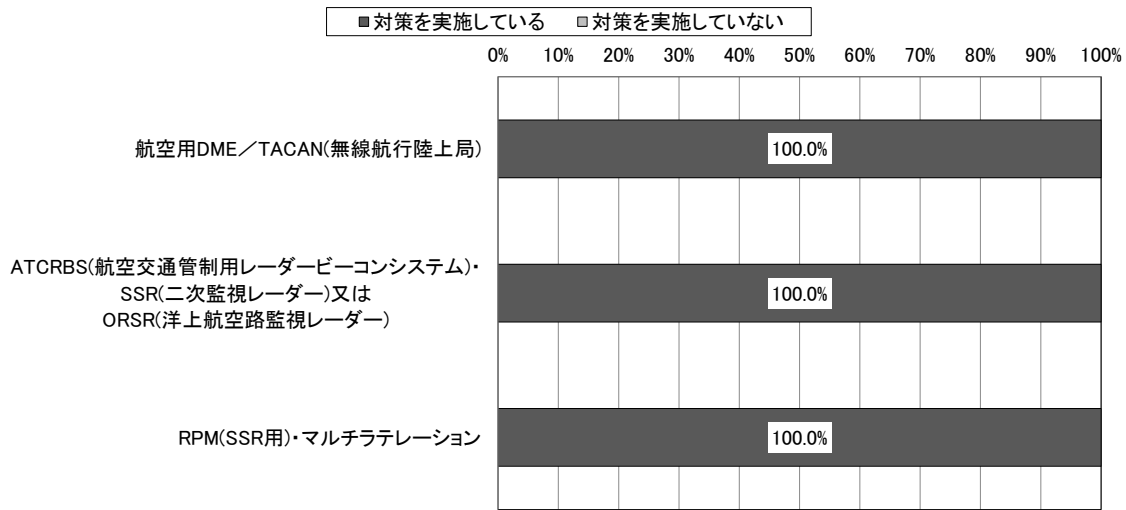 ■対策を実施している　■対策を実施していない
0% 10% 20% 30% 40% 50% 60% 70% 80% 90% 100%
航空用DME／TACAN(無線航行陸上局)
100.0%
ATCRBS(航空交通管制用レーダービーコンシステム)・
SSR(二次監視レーダー)又は
ORSR(洋上航空路監視レーダー)
100.0%
RPM(SSR用)・マルチラテレーション
100.0%